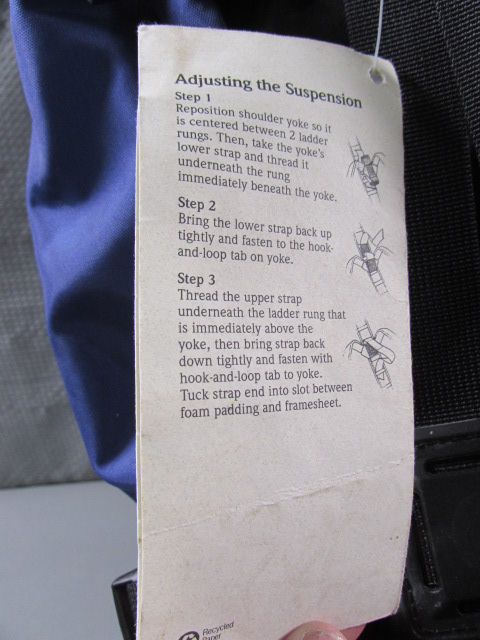 Adjusting the Suspension
Step 1
Reposition shoulder yoke so it
is centered between 2 ladder
rungs. Then, take the yoke's
lower strap and thread it
underneath the rung
immediately beneath the yoke.
Step 2
Bring the lower strap back up
tightly and fasten to the hook-
and-loop tab on yoke.
Step 3
Thread the upper strap
underneath the ladder rung that
is immediately above the
yoke, then bring strap back
down tightly and fasten with
hook-and-loop tab to yoke.
Tuck strap end into slot between
foam padding and framesheet.
Recycled
Paper